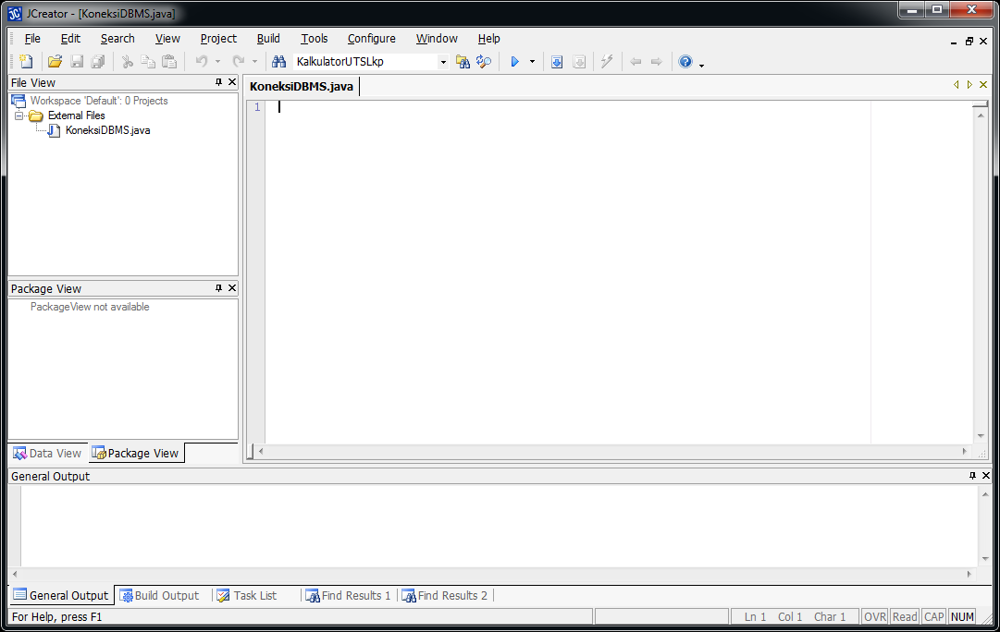 JCreator - [KoneksiDBMS.java]
File Edit Search View Project Build Tools Configure Window Help
KalkulatorUTSLkp
File View
Workspace 'Default': 0 Projects
External Files
KoneksiDBMS.java
Package View
PackageView not available
Data View Package View
KoneksiDBMS.java
1
General Output
General Output Build Output Task List Find Results 1 Find Results 2
For Help, press F1 Ln 1 Col 1 Char 1 OVR Read CAP NUM